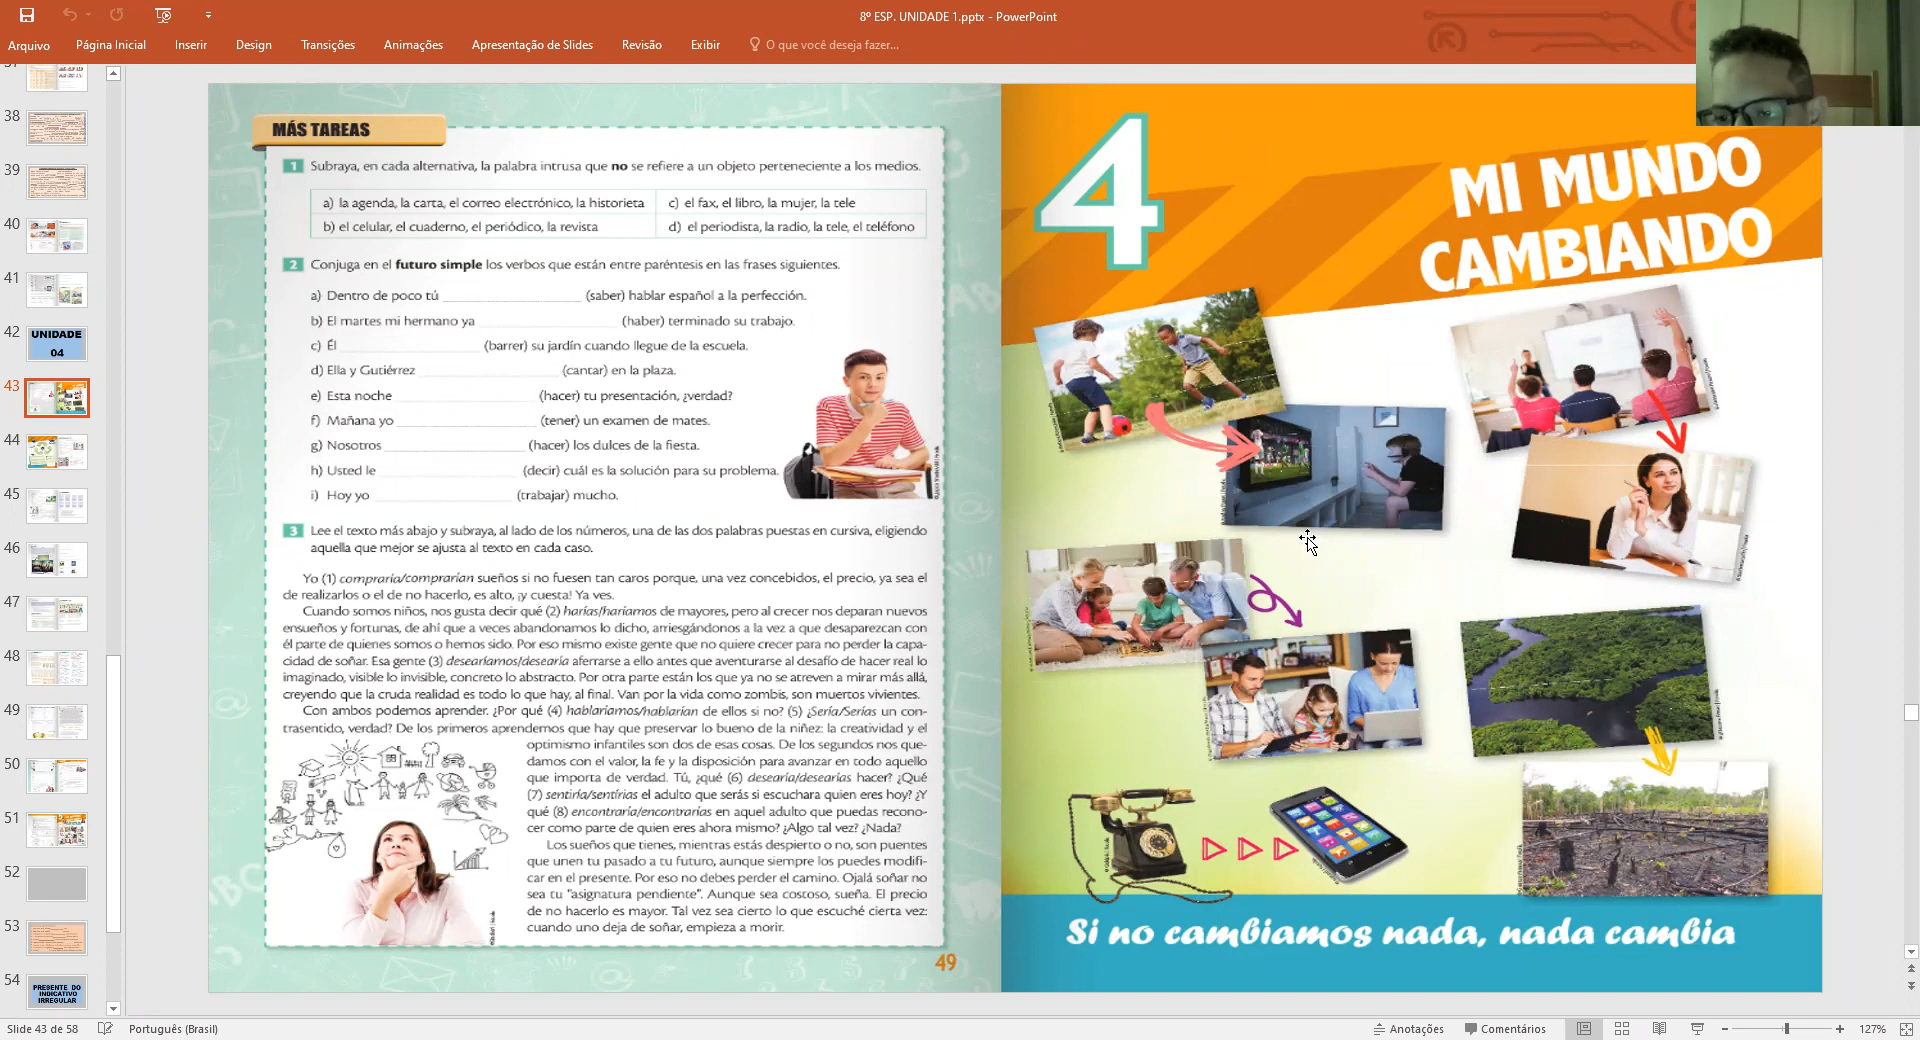 8º ESP. UNIDADE 1.pptx - PowerPoint
Arquivo Página Inicial Inserir Design Transições Animações Apresentação de Slides Revisão Exibir O que você deseja fazer...
38
39
40
41
42
UNIDADE
04
43
44
45
46
47
48
49
50
51
52
53
54
PRESENTE DO
INDICATIVO
IRREGULAR
MÁS TAREAS
1 Subraya, en cada alternativa, la palabra intrusa que no se refiere a un objeto perteneciente a los medios.
a) la agenda, la carta, el correo electrónico, la historieta
c) el fax, el libro, la mujer, la tele
b) el celular, el cuaderno, el periódico, la revista
d) el periodista, la radio, la tele, el teléfono
2 Conjuga en el futuro simple los verbos que están entre paréntesis en las frases siguientes.
a) Dentro de poco tú ____________ (saber) hablar español a la perfección.
b) El martes mi hermano ya ____________ (haber) terminado su trabajo.
c) Él ____________ (barrer) su jardín cuando llegue de la escuela.
d) Ella y Gutiérrez ____________ (cantar) en la plaza.
e) Esta noche ____________ (hacer) tu presentación, ¿verdad?
f) Mañana yo ____________ (tener) un examen de mates.
g) Nosotros ____________ (hacer) los dulces de la fiesta.
h) Usted le ____________ (decir) cuál es la solución para su problema.
i) Hoy yo ____________ (trabajar) mucho.
3 Lee el texto más abajo y subraya, al lado de los números, una de las dos palabras puestas en cursiva, eligiendo
aquella que mejor se ajusta al texto en cada caso.
Yo (1) compraría/comprarían sueños si no fuesen tan caros porque, una vez concebidos, el precio, ya sea el
de realizarlos o el de no hacerlo, es alto, ¡y cuesta! Ya ves.
Cuando somos niños, nos gusta decir qué (2) harías/haríamos de mayores, pero al crecer nos deparan nuevos
ensueños y fortunas, de ahí que a veces abandonamos lo dicho, arriesgándonos a la vez a que desaparezcan con
él parte de quienes somos o hemos sido. Por eso mismo existe gente que no quiere crecer para no perder la capa-
cidad de soñar. Esa gente (3) desearíamos/desearía aferrarse a ello antes que aventurarse al desafío de hacer real lo
imaginado, visible lo invisible, concreto lo abstracto. Por otra parte están los que ya no se atreven a mirar más allá,
creyendo que la cruda realidad es todo lo que hay, al final. Van por la vida como zombis, son muertos vivientes.
Con ambos podemos aprender. ¿Por qué (4) hablaríamos/hablarían de ellos si no? (5) ¿Sería/Serías un con-
trasentido, verdad? De los primeros aprendemos que hay que preservar lo bueno de la niñez: la creatividad y el
optimismo infantiles son dos de esas cosas. De los segundos nos que-
damos con el valor, la fe y la disposición para avanzar en todo aquello
que importa de verdad. Tú, ¿qué (6) desearía/desearías hacer? ¿Qué
(7) sentiría/sentirías el adulto que serás si escuchara quien eres hoy? ¿Y
qué (8) encontraría/encontrarías en aquel adulto que puedas recono-
cer como parte de quien eres ahora mismo? ¿Algo tal vez? ¿Nada?
Los sueños que tienes, mientras estás despierto o no, son puentes
que unen tu pasado a tu futuro, aunque siempre los puedes modifi-
car en el presente. Por eso no debes perder el camino. Ojalá soñar no
sea tu "asignatura pendiente". Aunque sea costoso, sueña. El precio
de no hacerlo es mayor. Tal vez sea cierto lo que escuché cierta vez:
cuando uno deja de soñar, empieza a morir.
49
4
MI MUNDO
CAMBIANDO
Si no cambiamos nada, nada cambia
Slide 43 de 58 Português (Brasil) Anotações Comentários 127%